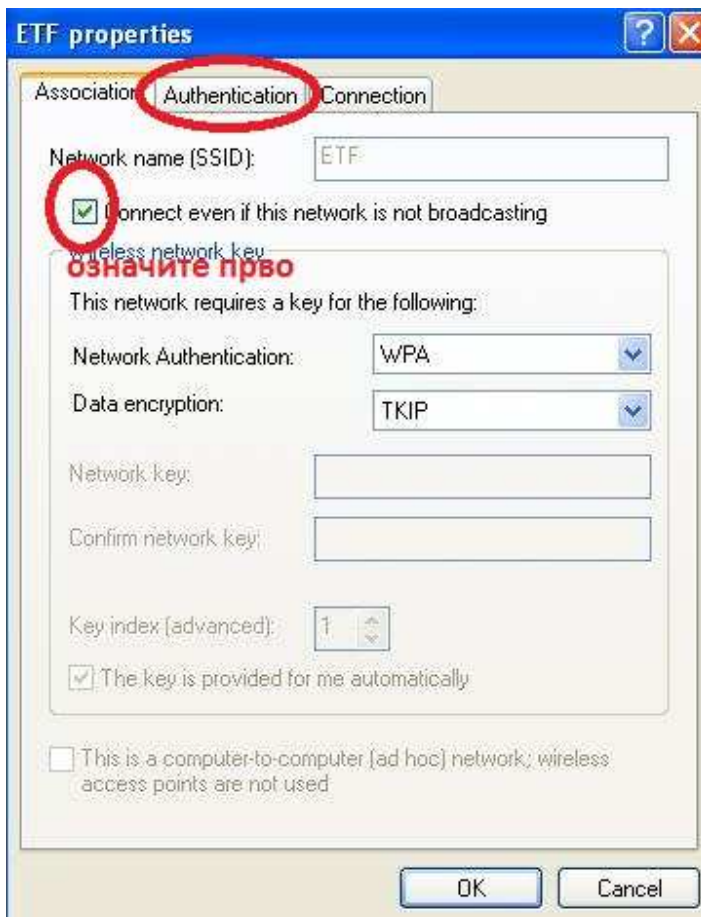 ETF properties
Association Authentication Connection
Network name (SSID): ETF
Connect even if this network is not broadcasting
Wireless network key
означите прво
This network requires a key for the following:
Network Authentication: WPA
Data encryption: TKIP
Network key:
Confirm network key:
Key index (advanced): 1
The key is provided for me automatically
This is a computer-to-computer (ad hoc) network; wireless
access points are not used
OK Cancel